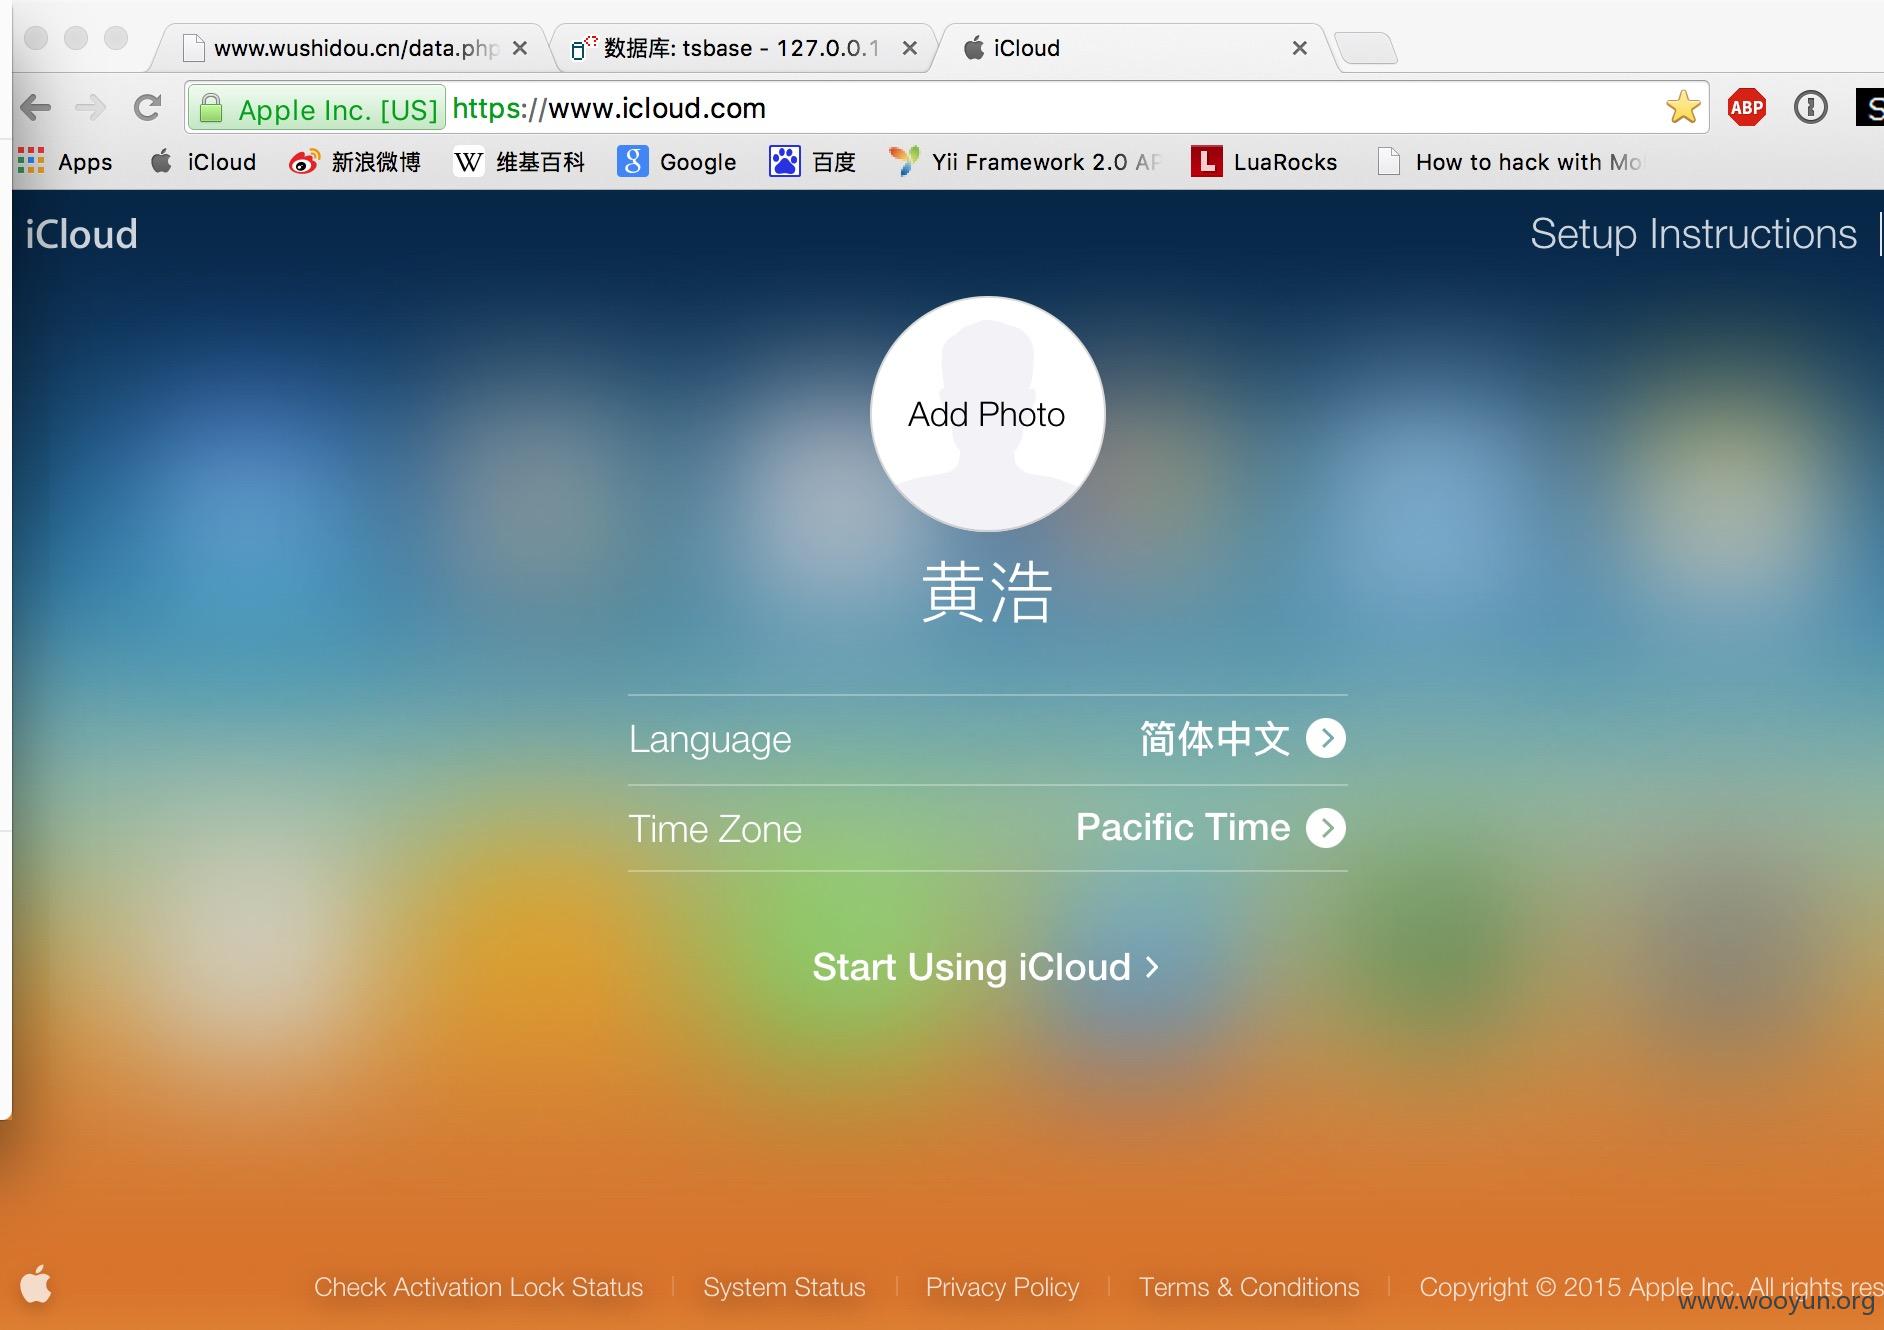 www.wushidou.cn/data.php
数据库: tsbase - 127.0.0.1
iCloud
Apple Inc. [US] https://www.icloud.com
ABP
Apps iCloud 新浪微博 W 维基百科 Google 百度 Yii Framework 2.0 AP LuaRocks How to hack with Mo
iCloud
Setup Instructions
Add Photo
黄浩
Language 简体中文
Time Zone Pacific Time
Start Using iCloud
Check Activation Lock Status System Status Privacy Policy Terms & Conditions Copyright © 2015 Apple Inc. All rights res
www.wooyun.org